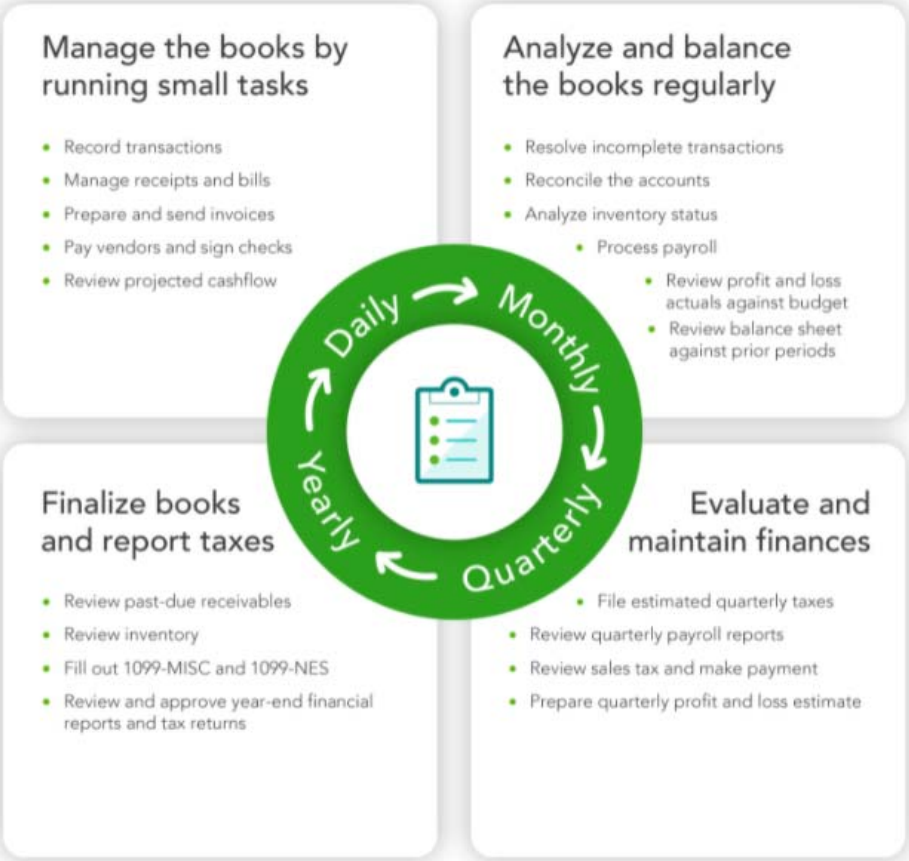 Manage the books by
running small tasks
Record transactions
Manage receipts and bills
Prepare and send invoices
Pay vendors and sign checks
Review projected cashflow
Analyze and balance
the books regularly
Resolve incomplete transactions
Reconcile the accounts
Analyze inventory status
Process payroll
Review profit and loss
actuals against budget
Review balance sheet
against prior periods
Daily
Monthly
Quarterly
Yearly
Finalize books
and report taxes
Review past-due receivables
Review inventory
Fill out 1099-MISC and 1099-NES
Review and approve year-end financial
reports and tax returns
Evaluate and
maintain finances
File estimated quarterly taxes
Review quarterly payroll reports
Review sales tax and make payment
Prepare quarterly profit and loss estimate